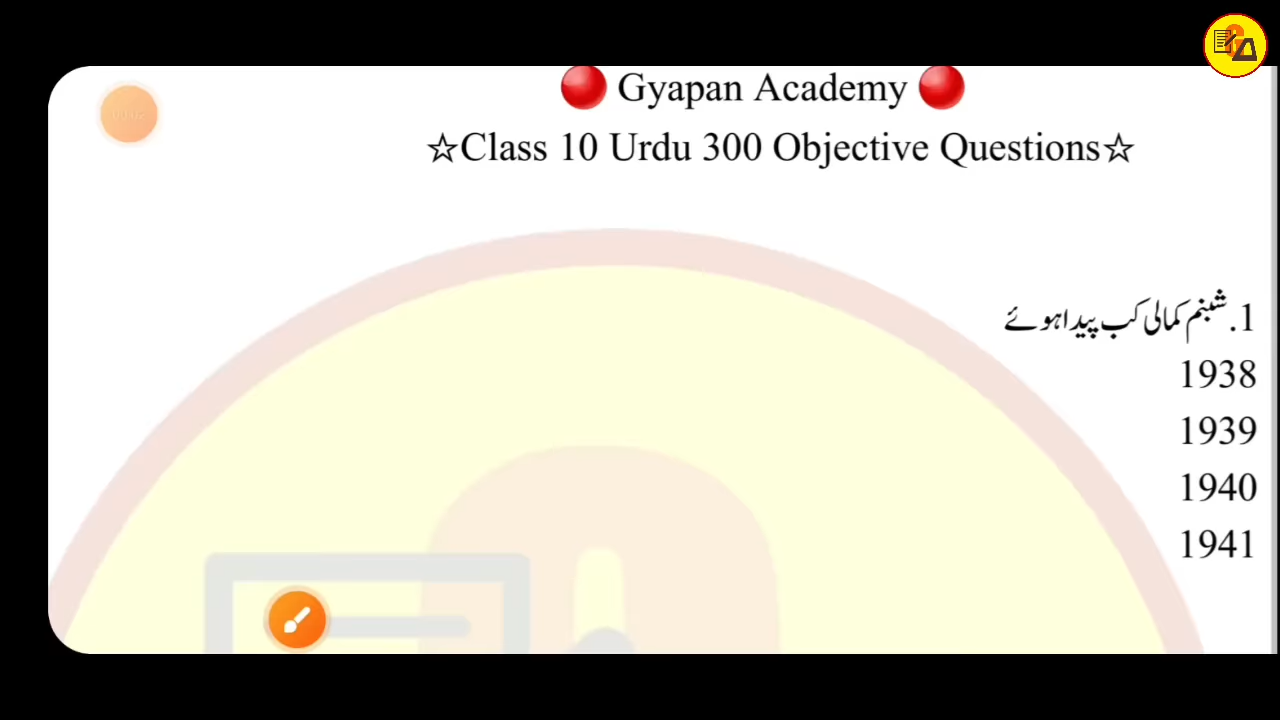 🔴 Gyapan Academy 🔴
☆Class 10 Urdu 300 Objective Questions☆
1. شبنم کمالی کب پیدا ہوئے
1938
1939
1940
1941